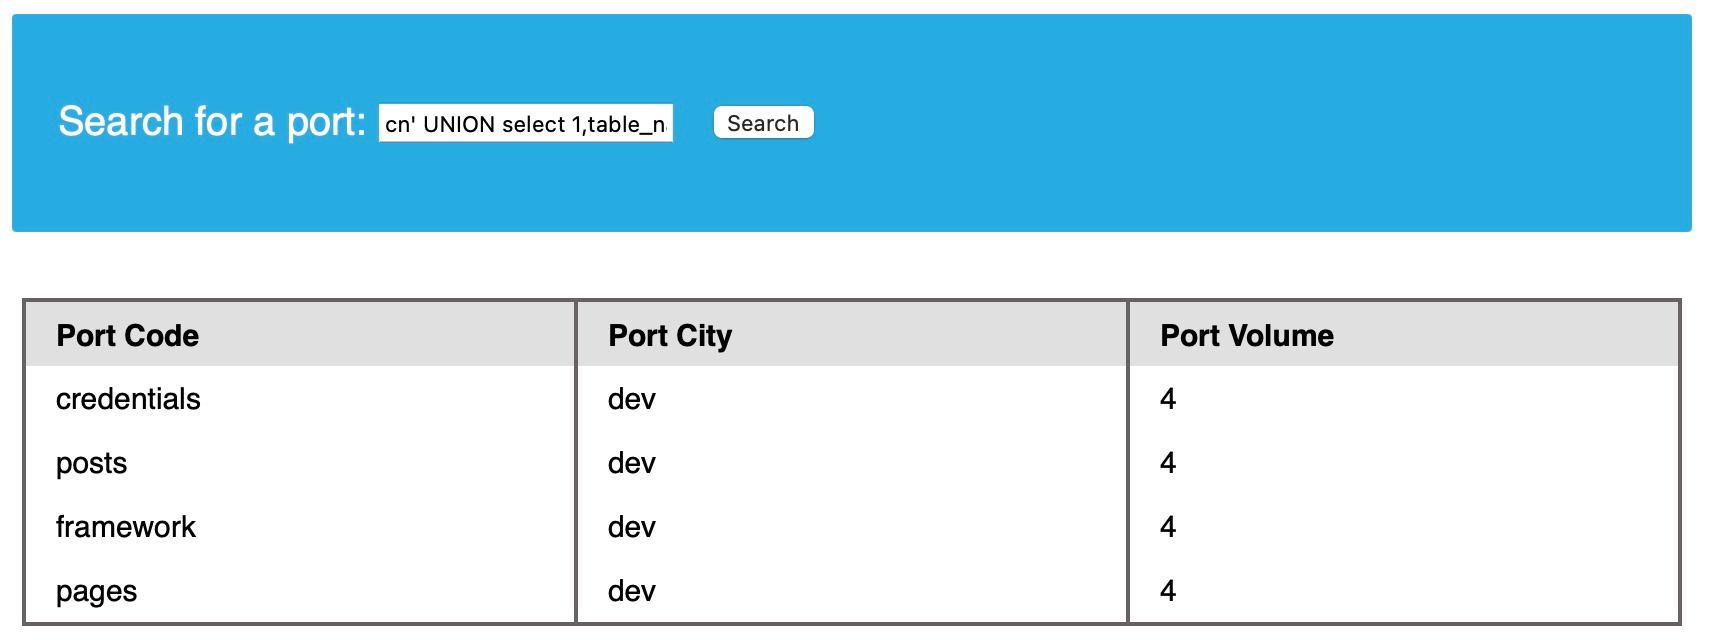 Search for a port: cn' UNION select 1,table_n Search
Port Code Port City Port Volume
credentials dev 4
posts dev 4
framework dev 4
pages dev 4